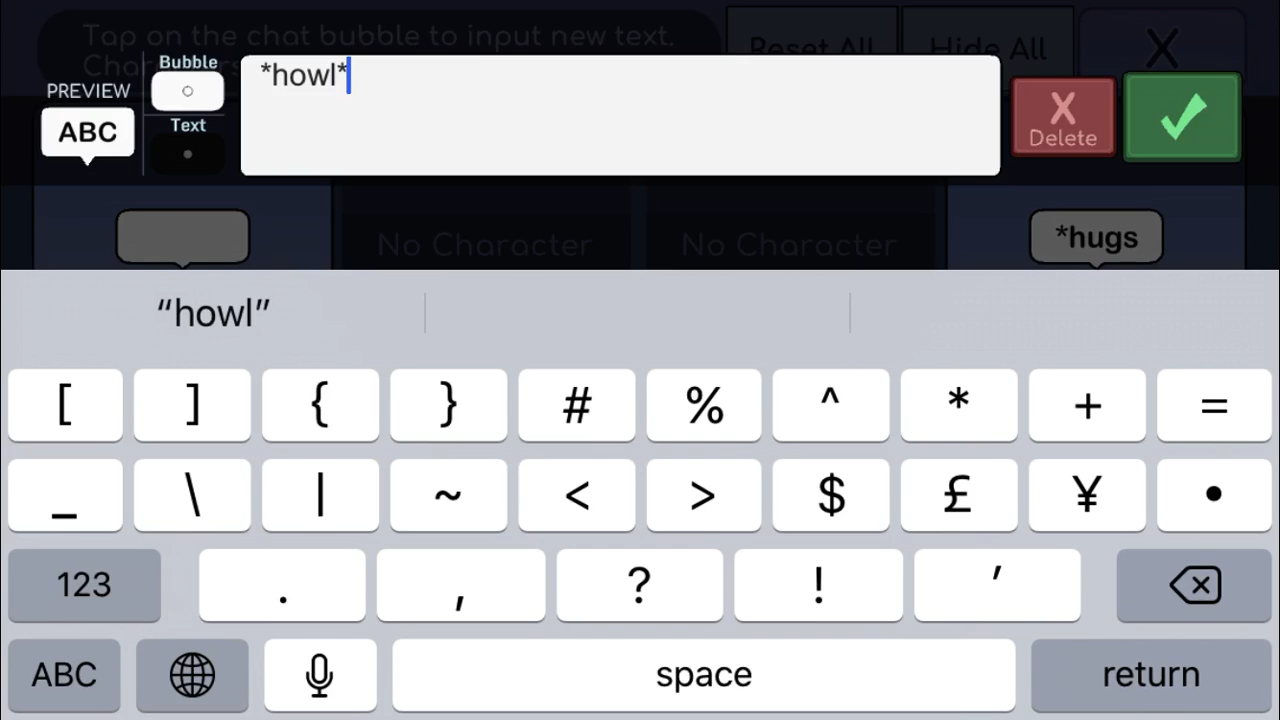 Tap on the chat bubble to input new text.
Reset All
Hide All
X
Bubble
PREVIEW
ABC
Text
*howl*
X
Delete
No Character
No Character
*hugs
“howl”
[ ] { } # % ^ * + =
_ \ | ~ < > $ £ ¥ •
123 . , ? ! ’
ABC space return